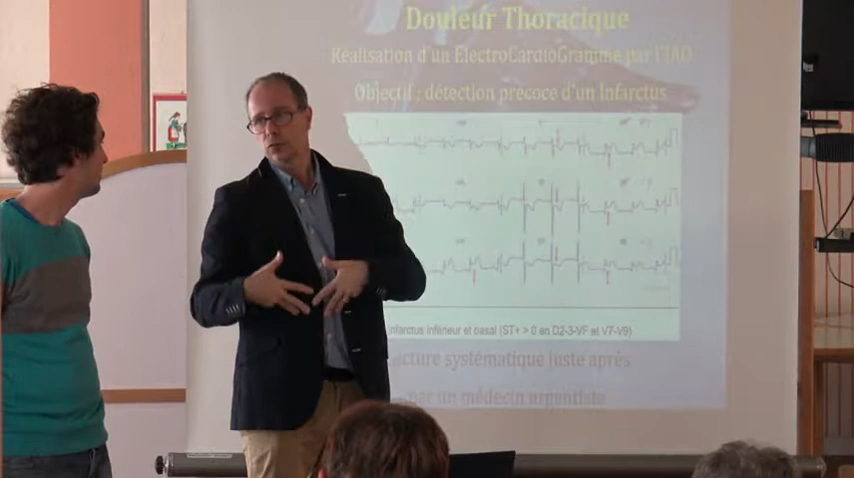 Douleur Thoracique
Réalisation d'un ElectroCardioGramme par l'IAO
Objectif : détection précoce d'un Infarctus
Infarctus inférieur et basal (ST+ > 0 en D2-3-VF et V7-V9)
systématique juste après
par un médecin urgentiste